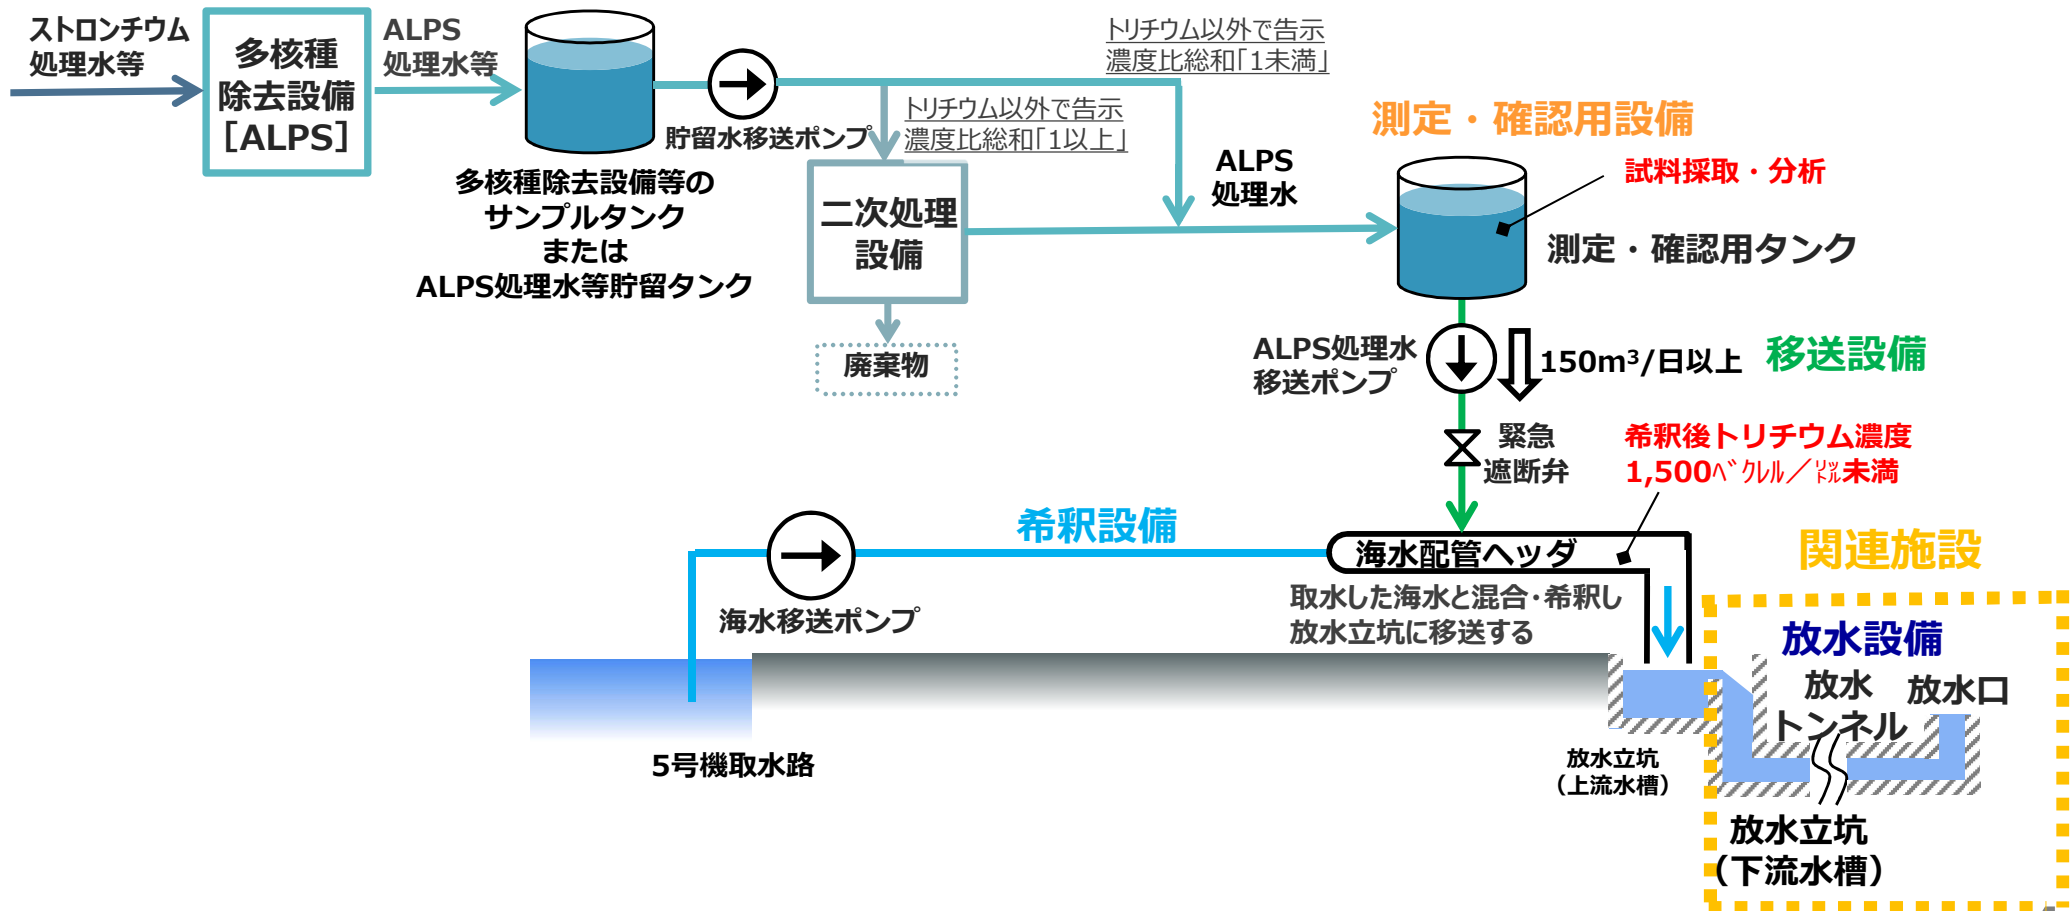 ストロンチウム
処理水等
多核種
除去設備
[ALPS]
ALPS
処理水等
貯留水移送ポンプ
多核種除去設備等の
サンプルタンク
または
ALPS処理水等貯留タンク
トリチウム以外で告示
濃度比総和「1未満」
トリチウム以外で告示
濃度比総和「1以上」
二次処理
設備
廃棄物
ALPS
処理水
測定・確認用設備
試料採取・分析
測定・確認用タンク
ALPS処理水
移送ポンプ
150m³/日以上
移送設備
緊急
遮断弁
希釈後トリチウム濃度
1,500ベクレル/リットル未満
希釈設備
海水移送ポンプ
海水配管ヘッダ
取水した海水と混合・希釈し
放水立坑に移送する
関連施設
放水設備
放水
トンネル
放水口
5号機取水路
放水立坑
(上流水槽)
放水立坑
(下流水槽)